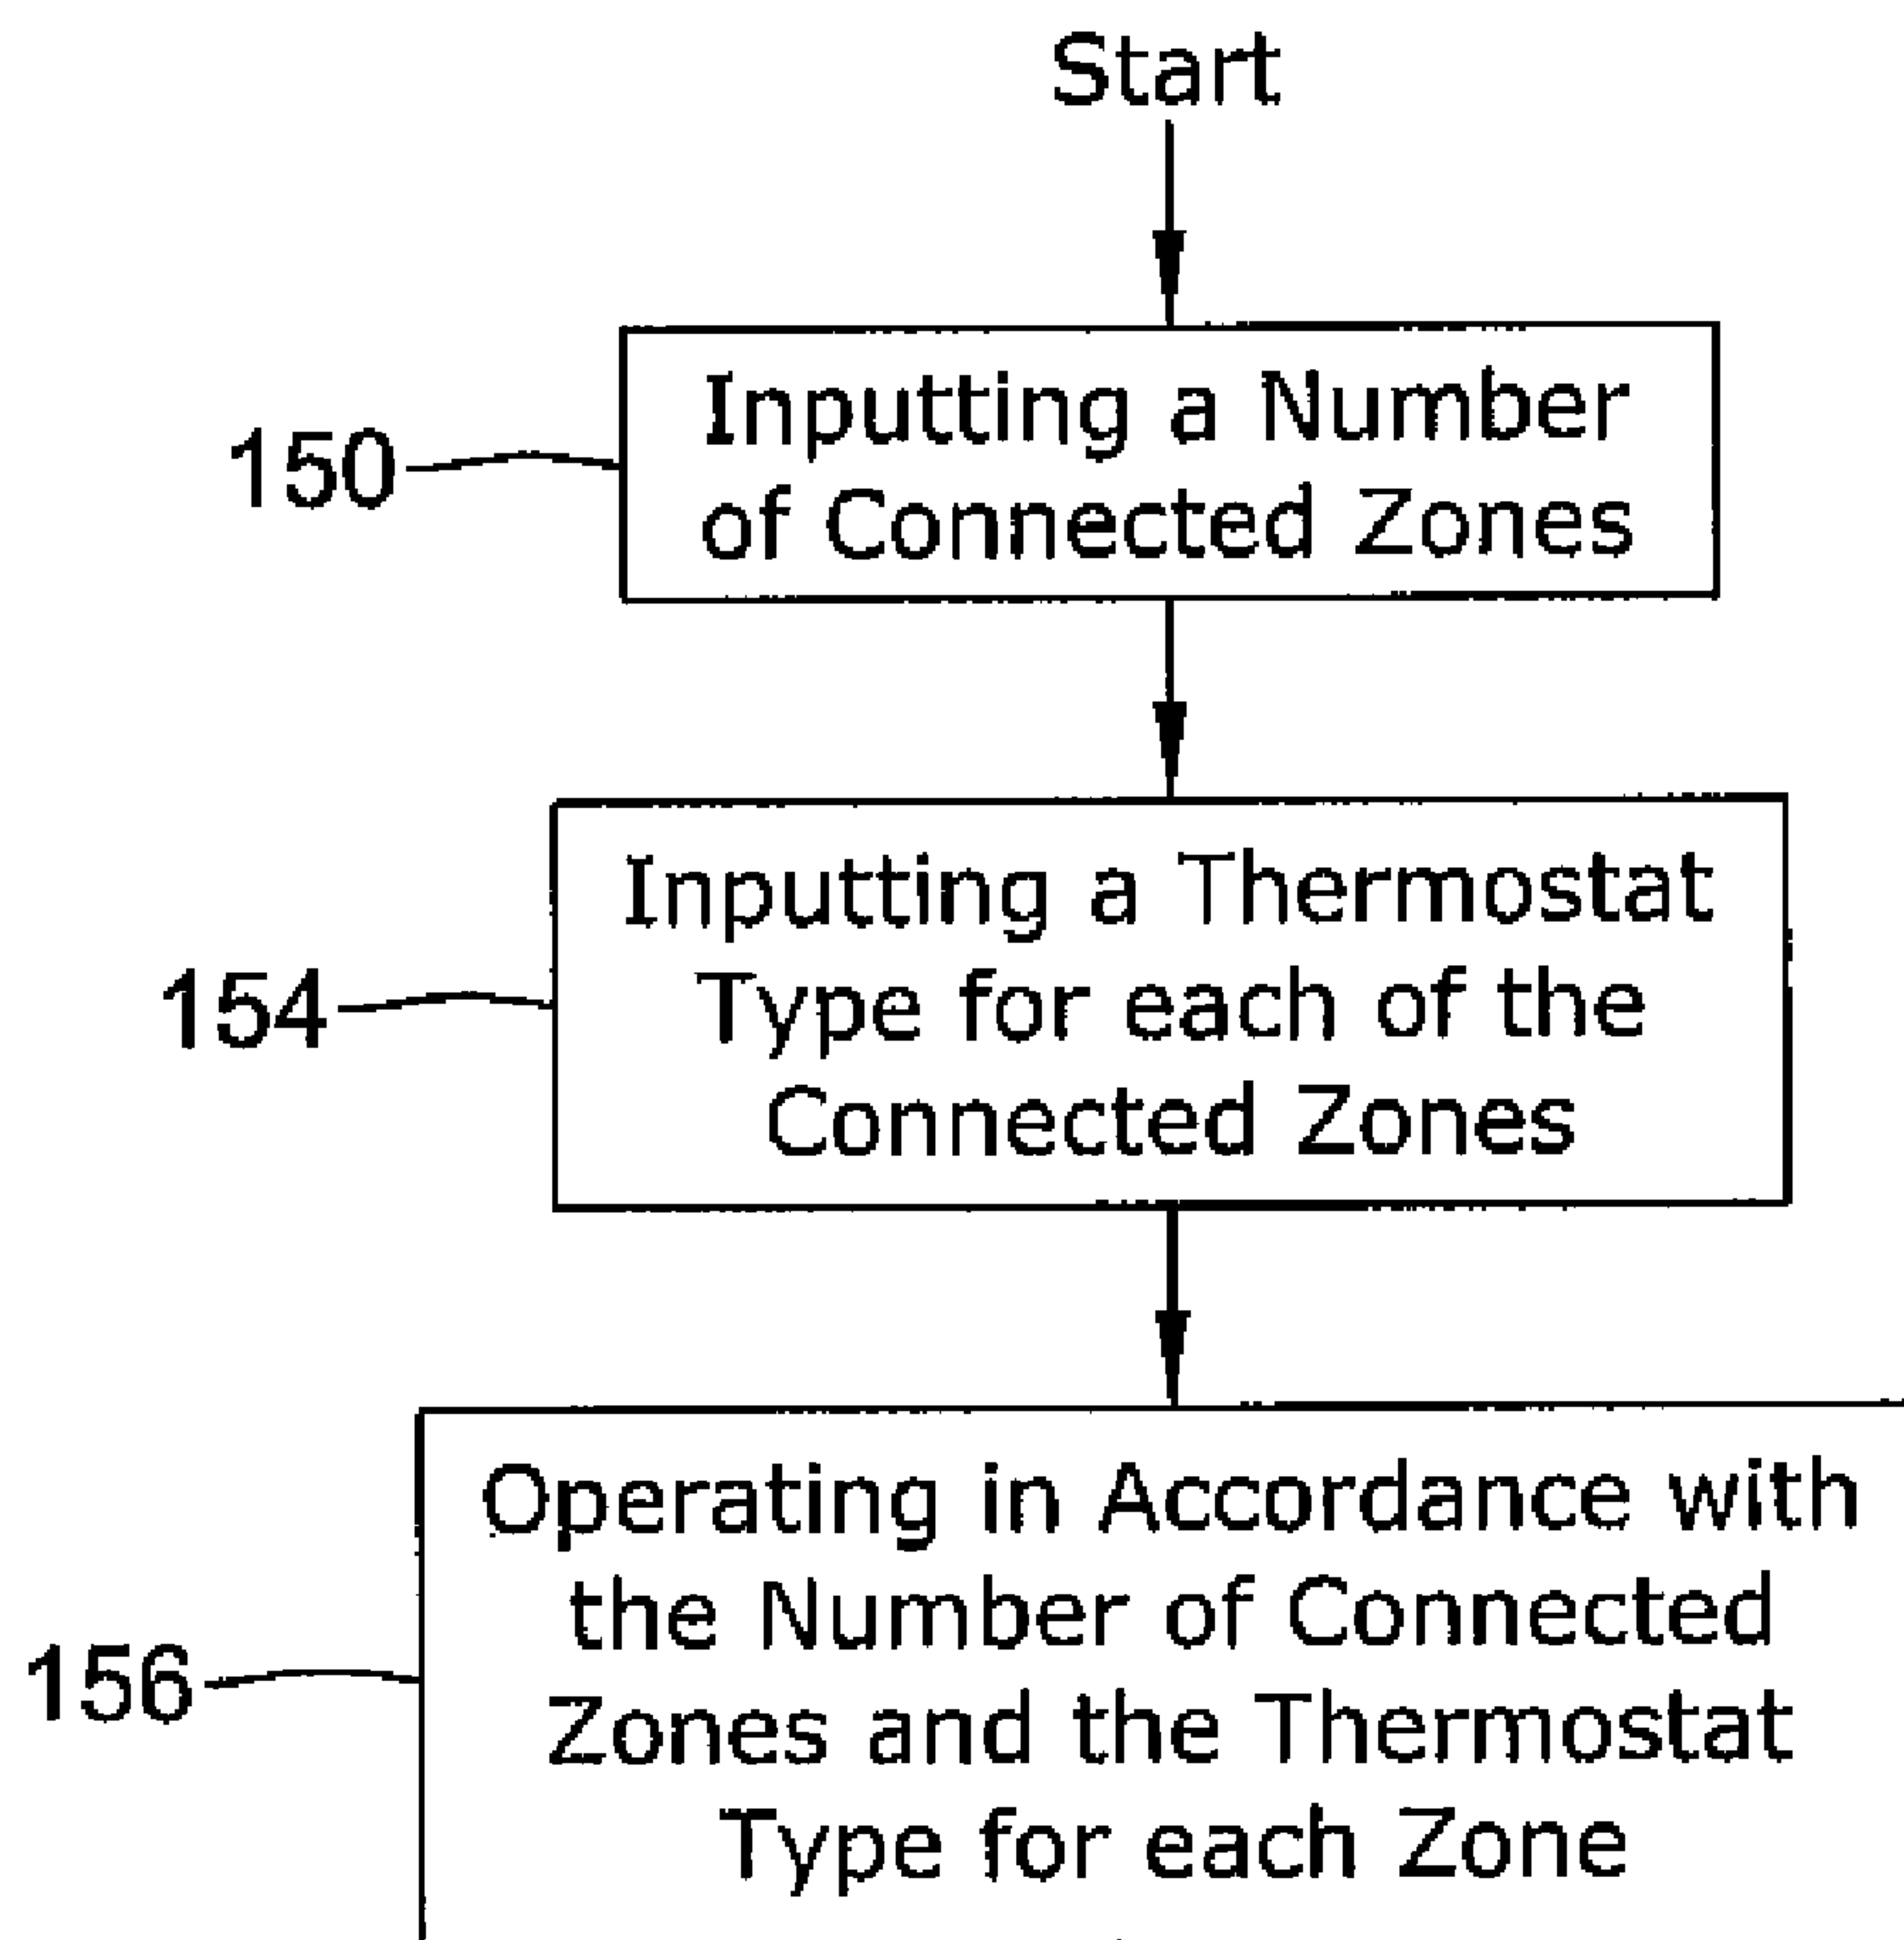 Start
150
Inputting a Number
of Connected Zones
154
Inputting a Thermostat
Type for each of the
Connected Zones
156
Operating in Accordance with
the Number of Connected
Zones and the Thermostat
Type for each Zone